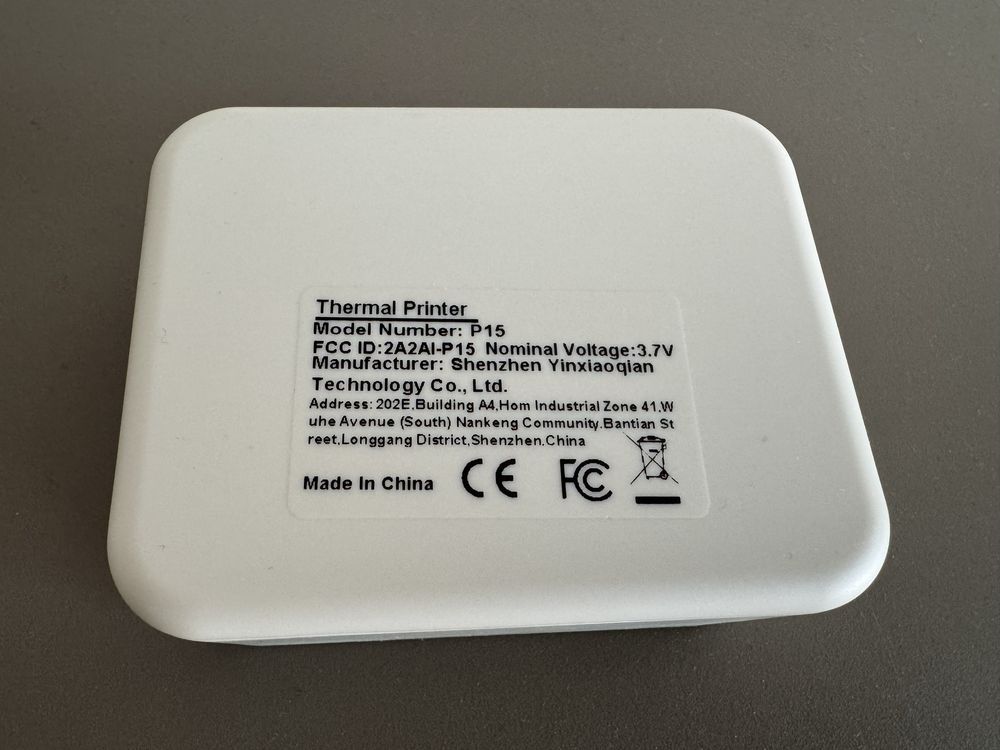 Thermal Printer
Model Number: P15
FCC ID:2A2AI-P15 Nominal Voltage:3.7V
Manufacturer: Shenzhen Yinxiaoqian
Technology Co., Ltd.
Address: 202E,Building A4,Hom Industrial Zone 41,W
uhe Avenue (South) Nankeng Community,Bantian St
reet,Longgang District,Shenzhen,China
Made In China CE FCC